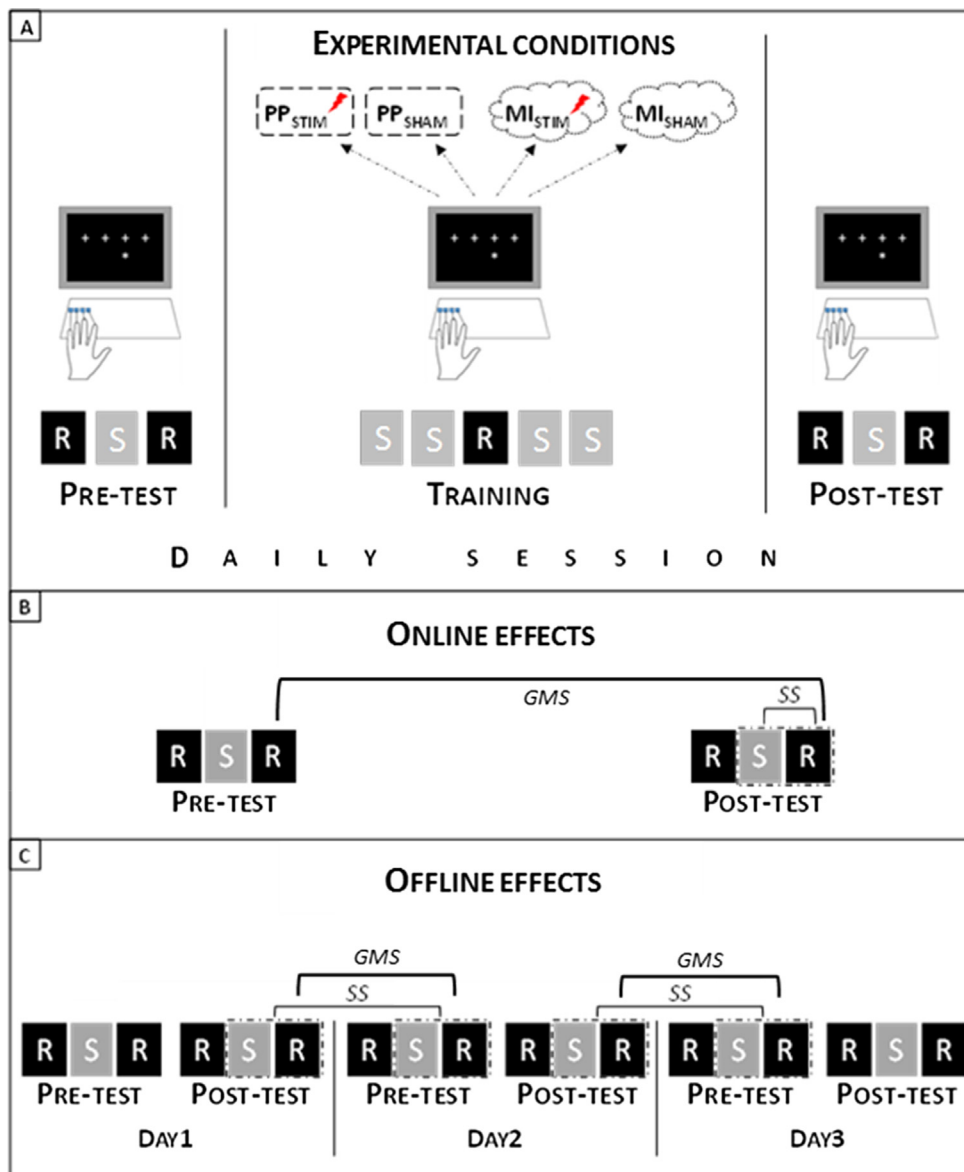 A
EXPERIMENTAL CONDITIONS
PPSTIM PPSHAM MISTIM MISHAM
R S R S S R S S R S R
PRE-TEST TRAINING POST-TEST
DAILY SESSION
B
ONLINE EFFECTS
GMS
SS
R S R R S R
PRE-TEST POST-TEST
C
OFFLINE EFFECTS
GMS GMS
SS SS
R S R R S R R S R R S R R S R R S R
PRE-TEST POST-TEST PRE-TEST POST-TEST PRE-TEST POST-TEST
DAY1 DAY2 DAY3